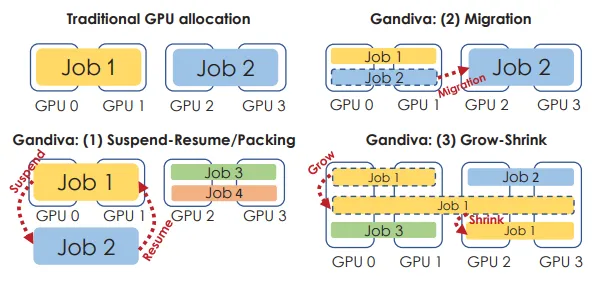 Traditional GPU allocation
Job 1
Job 2
GPU 0
GPU 1
GPU 2
GPU 3
Gandiva: (2) Migration
Job 1
Job 2
Migration
Job 2
GPU 0
GPU 1
GPU 2
GPU 3
Gandiva: (1) Suspend-Resume/Packing
Suspend
Job 1
Job 3
Job 4
GPU 0
GPU 1
GPU 2
GPU 3
Job 2
Resume
Gandiva: (3) Grow-Shrink
Grow
Job 1
Job 2
Job 1
Shrink
Job 3
Job 1
GPU 0
GPU 1
GPU 2
GPU 3